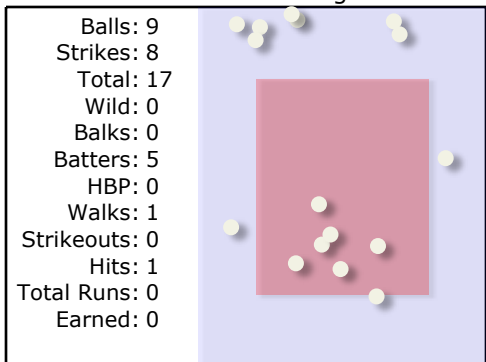 Balls: 9
Strikes: 8
Total: 17
Wild: 0
Balks: 0
Batters: 5
HBP: 0
Walks: 1
Strikeouts: 0
Hits: 1
Total Runs: 0
Earned: 0